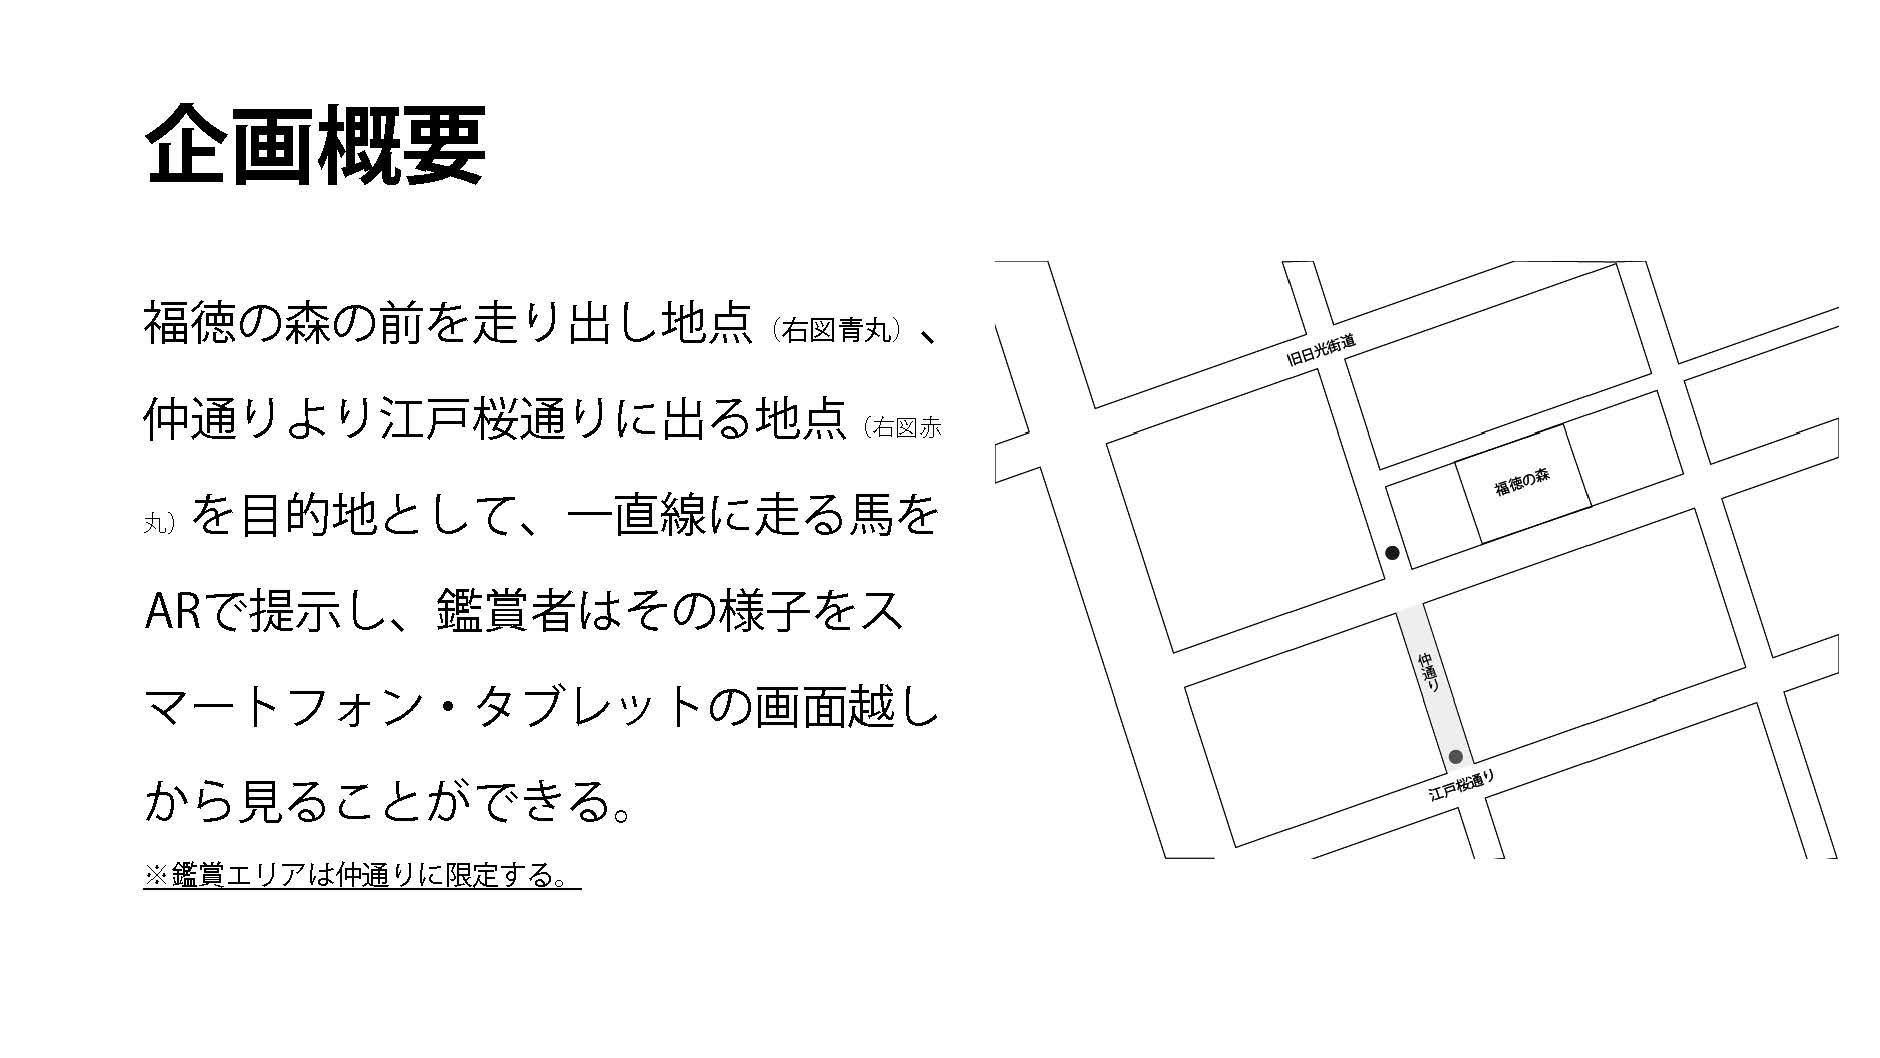 企画概要
福徳の森の前を走り出し地点（右図青丸）、
仲通りより江戸桜通りに出る地点（右図赤
丸）を目的地として、一直線に走る馬を
ARで提示し、鑑賞者はその様子をス
マートフォン・タブレットの画面越し
から見ることができる。
※鑑賞エリアは仲通りに限定する。
旧日光街道
福徳の森
仲通り
江戸桜通り